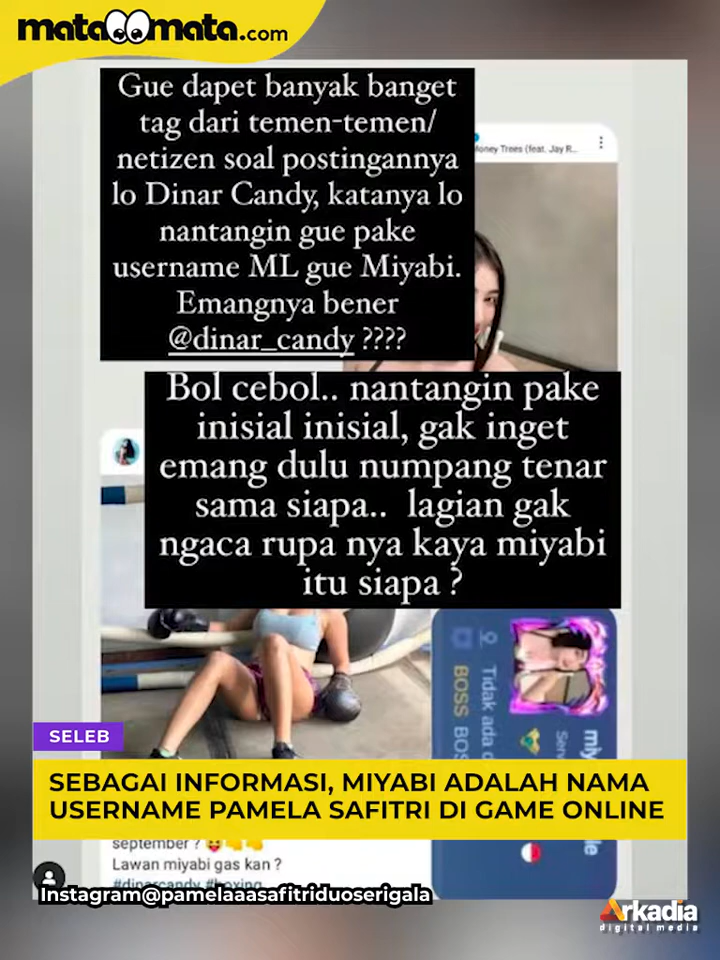 mata mata.com
Gue dapet banyak banget
tag dari temen-temen/
netizen soal postingannya
lo Dinar Candy, katanya lo
nantangin gue pake
username ML gue Miyabi.
Emangnya bener
@dinar_candy ????
Money Trees (feat. Jay R...
Bol cebol.. nantangin pake
inisial inisial, gak inget
emang dulu numpang tenar
sama siapa.. lagian gak
ngaca rupa nya kaya miyabi
itu siapa ?
Tidak ada
BOSS BOS
SELEB
SEBAGAI INFORMASI, MIYABI ADALAH NAMA
USERNAME PAMELA SAFITRI DI GAME ONLINE
september ?
Lawan miyabi gas kan ?
#dinarcandy #boxing
Instagram@pamelaaasafitriduoserigala
Arkadia
digital media